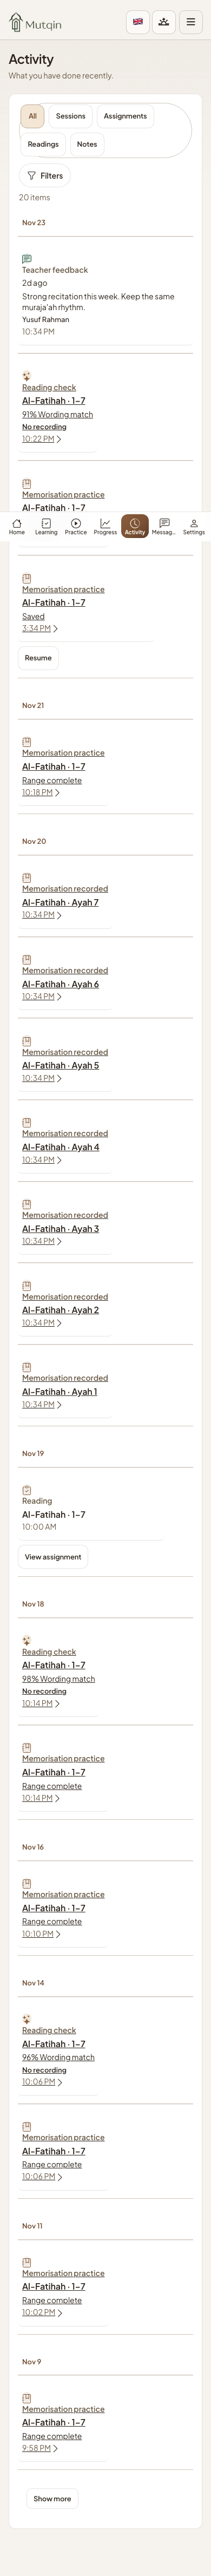 Mutqin
Activity
What you have done recently.
All
Sessions
Assignments
Readings
Notes
Filters
20 items
Nov 23
Teacher feedback
2d ago
Strong recitation this week. Keep the same
muraja'ah rhythm.
Yusuf Rahman
10:34 PM
Reading check
Al-Fatihah · 1–7
91% Wording match
No recording
10:22 PM
Memorisation practice
Al-Fatihah · 1–7
Home
Learning
Practice
Progress
Activity
Messag...
Settings
Memorisation practice
Al-Fatihah · 1–7
Saved
3:34 PM
Resume
Nov 21
Memorisation practice
Al-Fatihah · 1–7
Range complete
10:18 PM
Nov 20
Memorisation recorded
Al-Fatihah · Ayah 7
10:34 PM
Memorisation recorded
Al-Fatihah · Ayah 6
10:34 PM
Memorisation recorded
Al-Fatihah · Ayah 5
10:34 PM
Memorisation recorded
Al-Fatihah · Ayah 4
10:34 PM
Memorisation recorded
Al-Fatihah · Ayah 3
10:34 PM
Memorisation recorded
Al-Fatihah · Ayah 2
10:34 PM
Memorisation recorded
Al-Fatihah · Ayah 1
10:34 PM
Nov 19
Reading
Al-Fatihah · 1–7
10:00 AM
View assignment
Nov 18
Reading check
Al-Fatihah · 1–7
98% Wording match
No recording
10:14 PM
Memorisation practice
Al-Fatihah · 1–7
Range complete
10:14 PM
Nov 16
Memorisation practice
Al-Fatihah · 1–7
Range complete
10:10 PM
Nov 14
Reading check
Al-Fatihah · 1–7
96% Wording match
No recording
10:06 PM
Memorisation practice
Al-Fatihah · 1–7
Range complete
10:06 PM
Nov 11
Memorisation practice
Al-Fatihah · 1–7
Range complete
10:02 PM
Nov 9
Memorisation practice
Al-Fatihah · 1–7
Range complete
9:58 PM
Show more